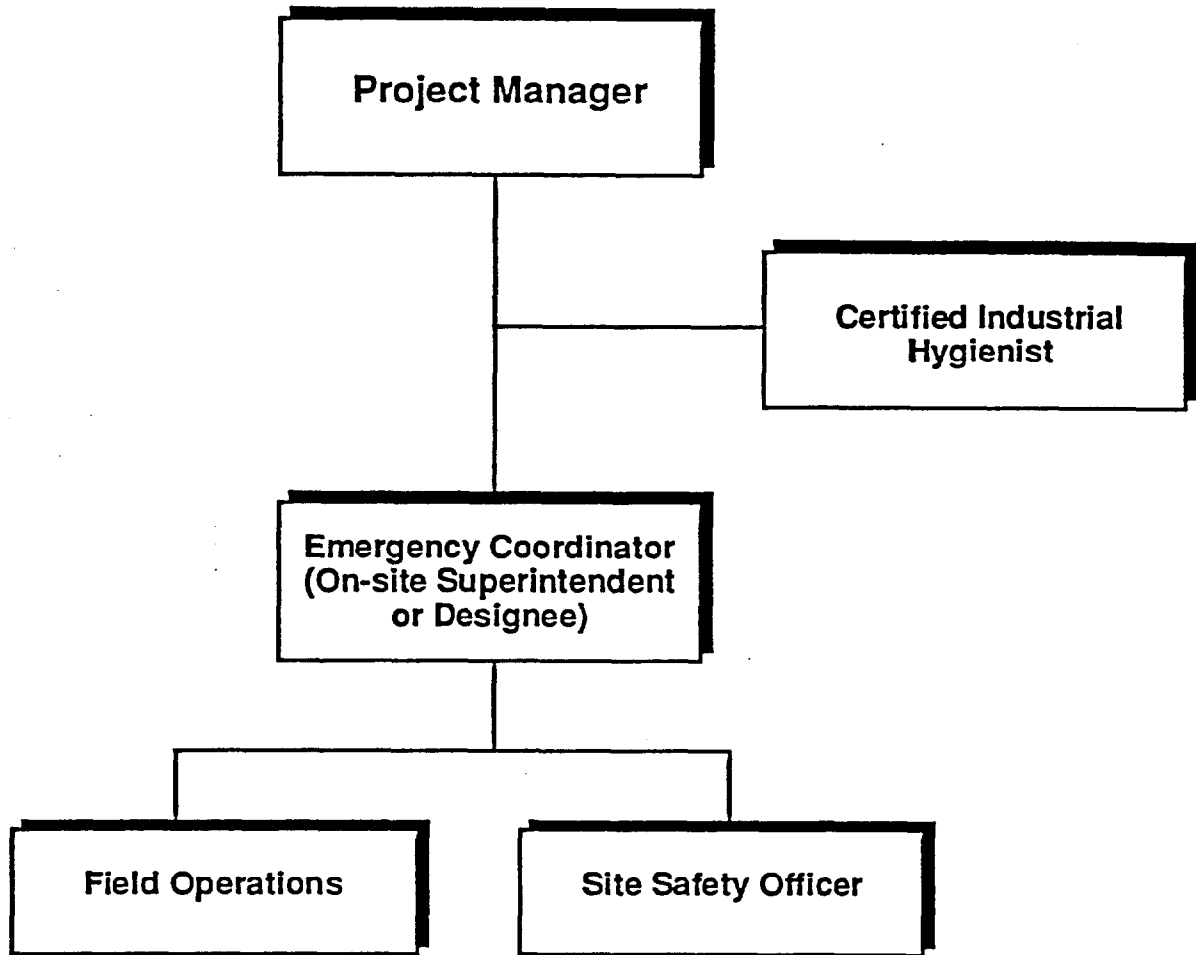 Project Manager
Certified Industrial
Hygienist
Emergency Coordinator
(On-site Superintendent
or Designee)
Field Operations
Site Safety Officer